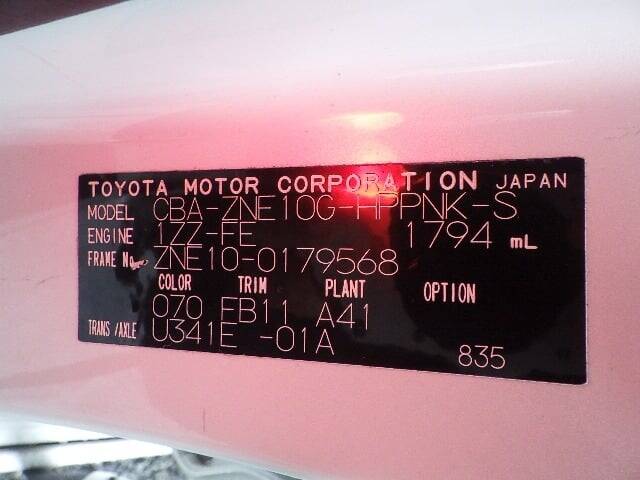 TOYOTA MOTOR CORPORATION JAPAN
MODEL CBA-ZNE10G-HPPNK-S
ENGINE 1ZZ-FE 1794 mL
FRAME No. ZNE10-0179568
COLOR TRIM PLANT OPTION
070 EB11 A41
TRANS/AXLE U341E -01A
835